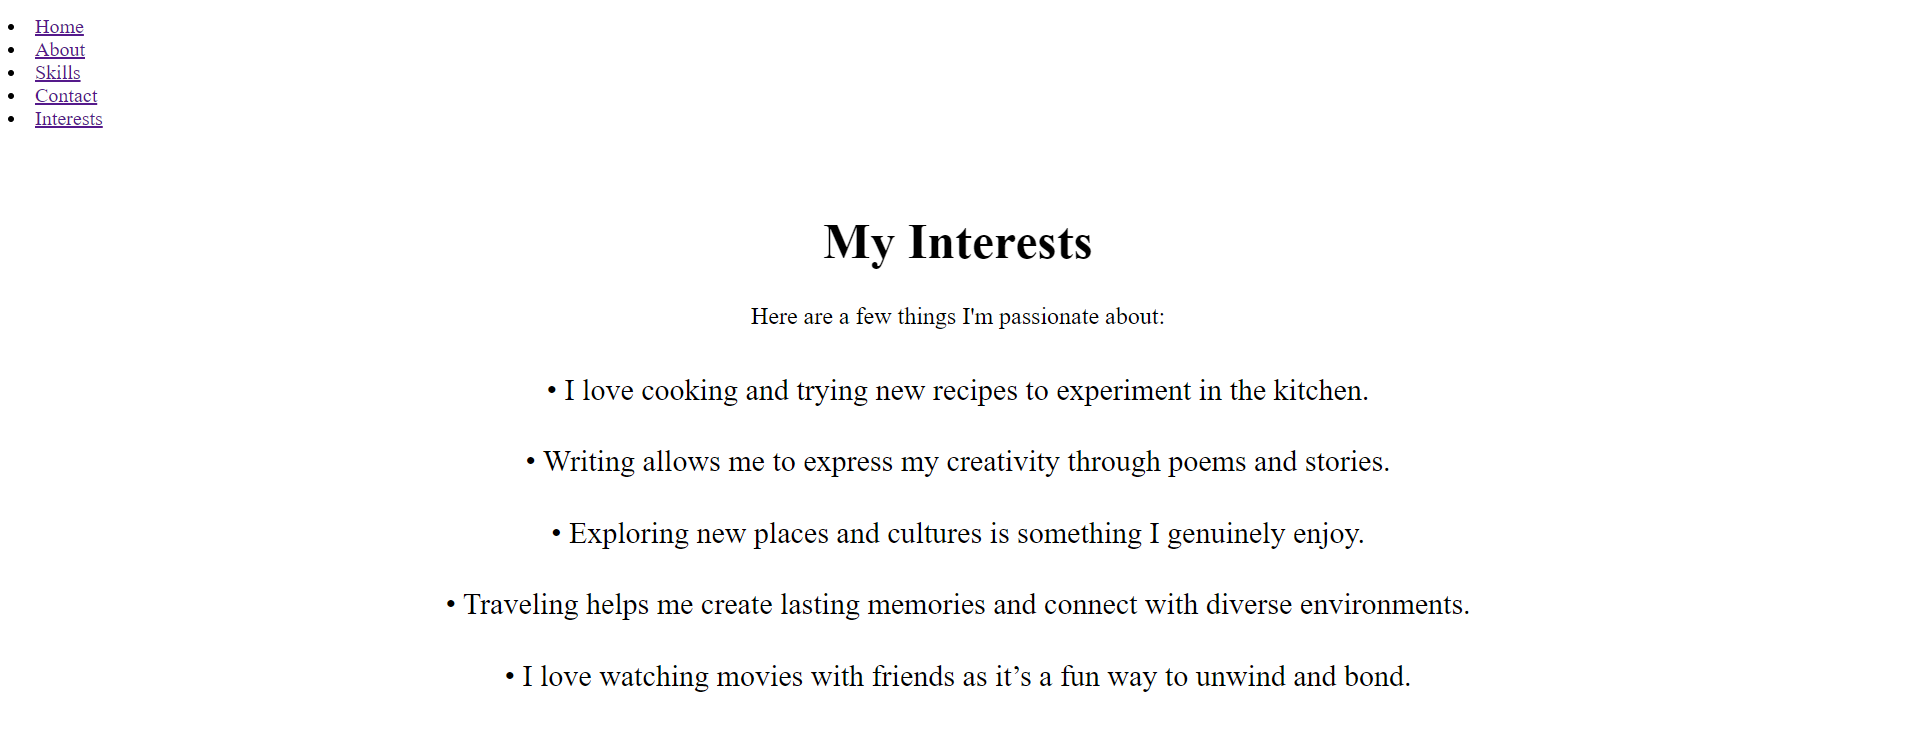 • Home
• About
• Skills
• Contact
• Interests
My Interests
Here are a few things I'm passionate about:
• I love cooking and trying new recipes to experiment in the kitchen.
• Writing allows me to express my creativity through poems and stories.
• Exploring new places and cultures is something I genuinely enjoy.
• Traveling helps me create lasting memories and connect with diverse environments.
• I love watching movies with friends as it’s a fun way to unwind and bond.